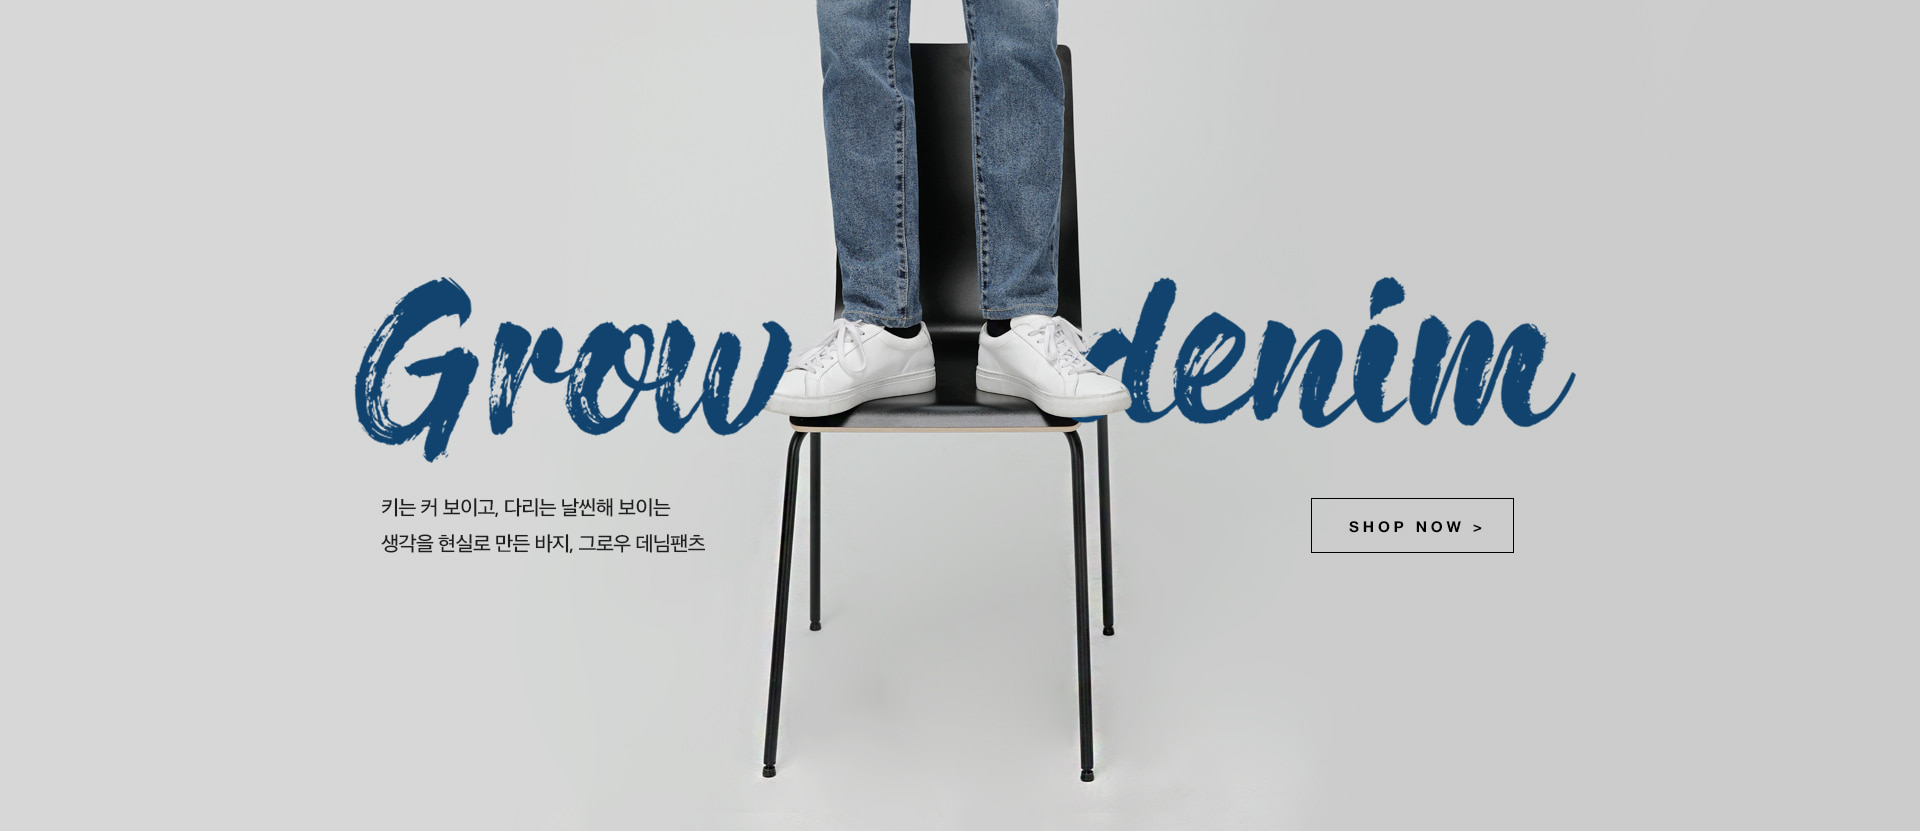 Grow denim
키는 커 보이고, 다리는 날씬해 보이는
생각을 현실로 만든 바지, 그로우 데님팬츠
SHOP NOW >